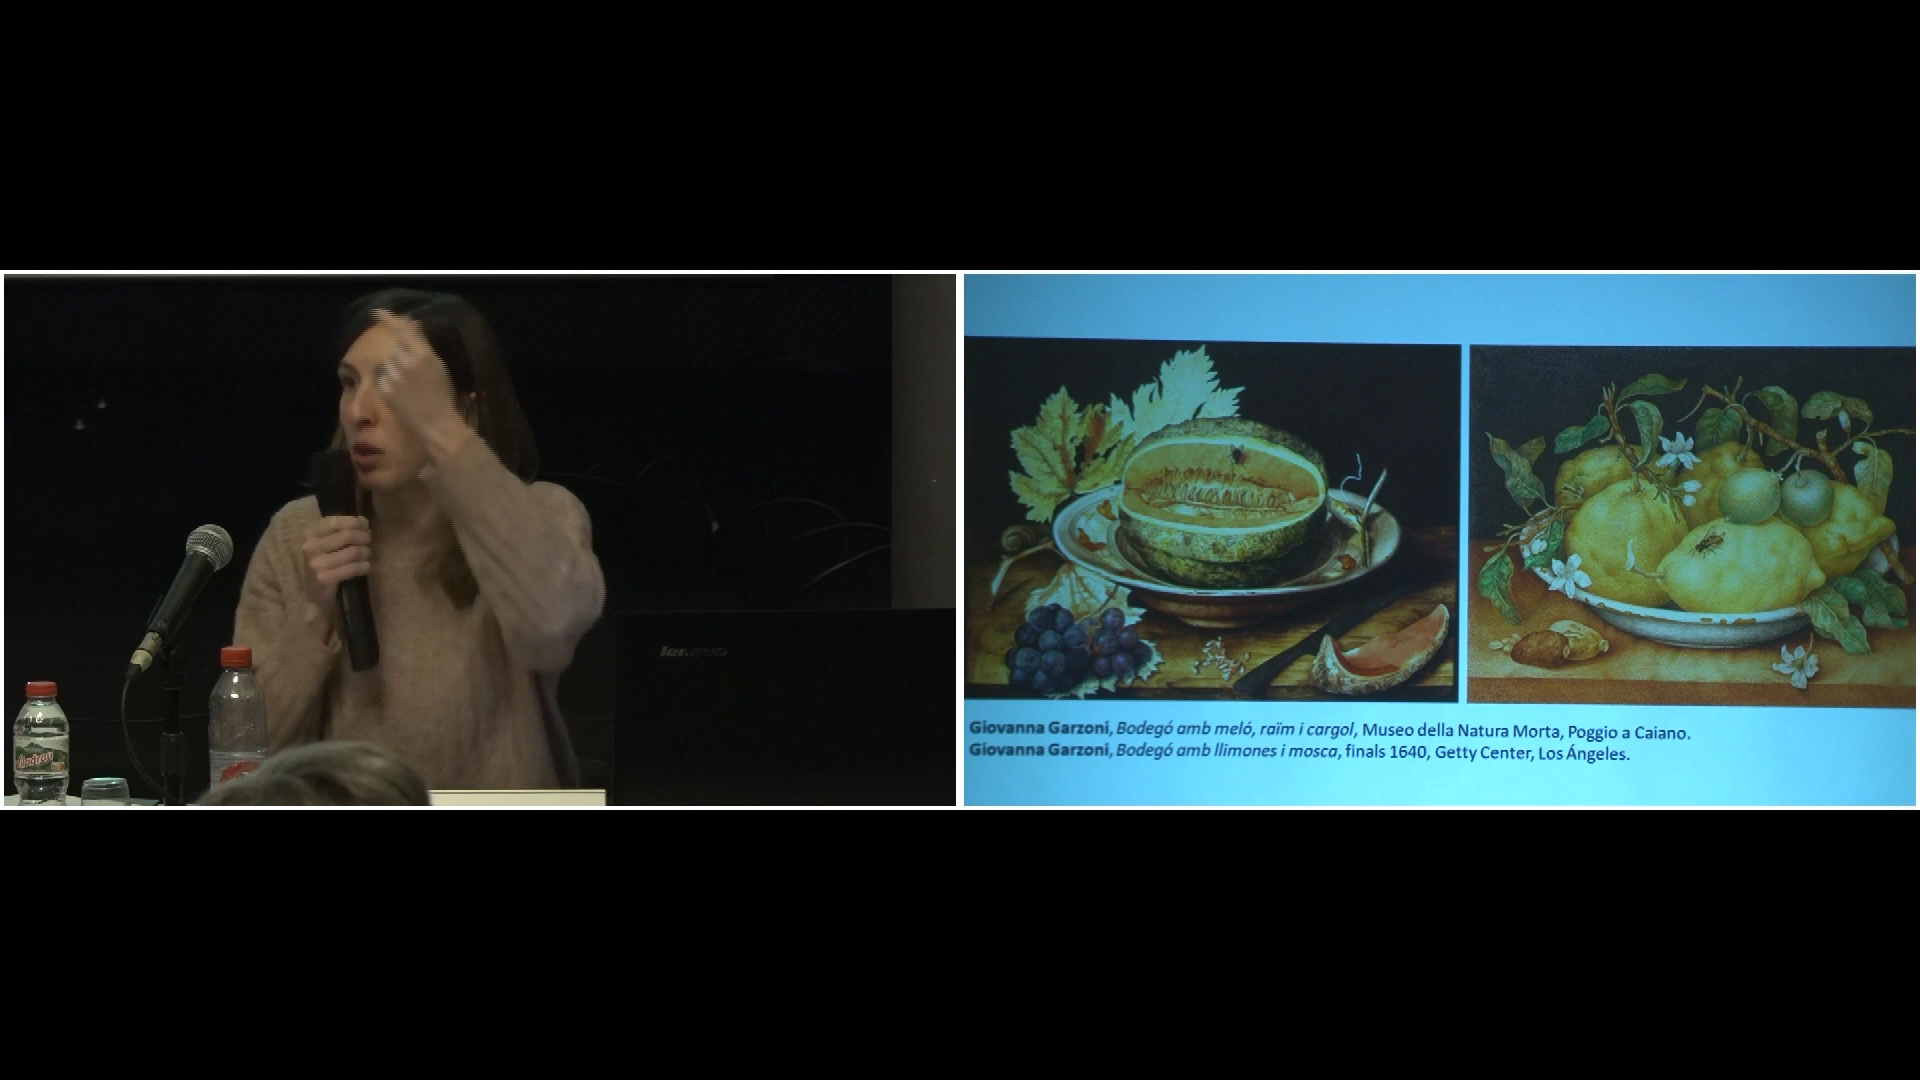 lenovo
Giovanna Garzoni, Bodegó amb meló, raïm i cargol, Museo della Natura Morta, Poggio a Caiano.
Giovanna Garzoni, Bodegó amb llimones i mosca, finals 1640, Getty Center, Los Ángeles.